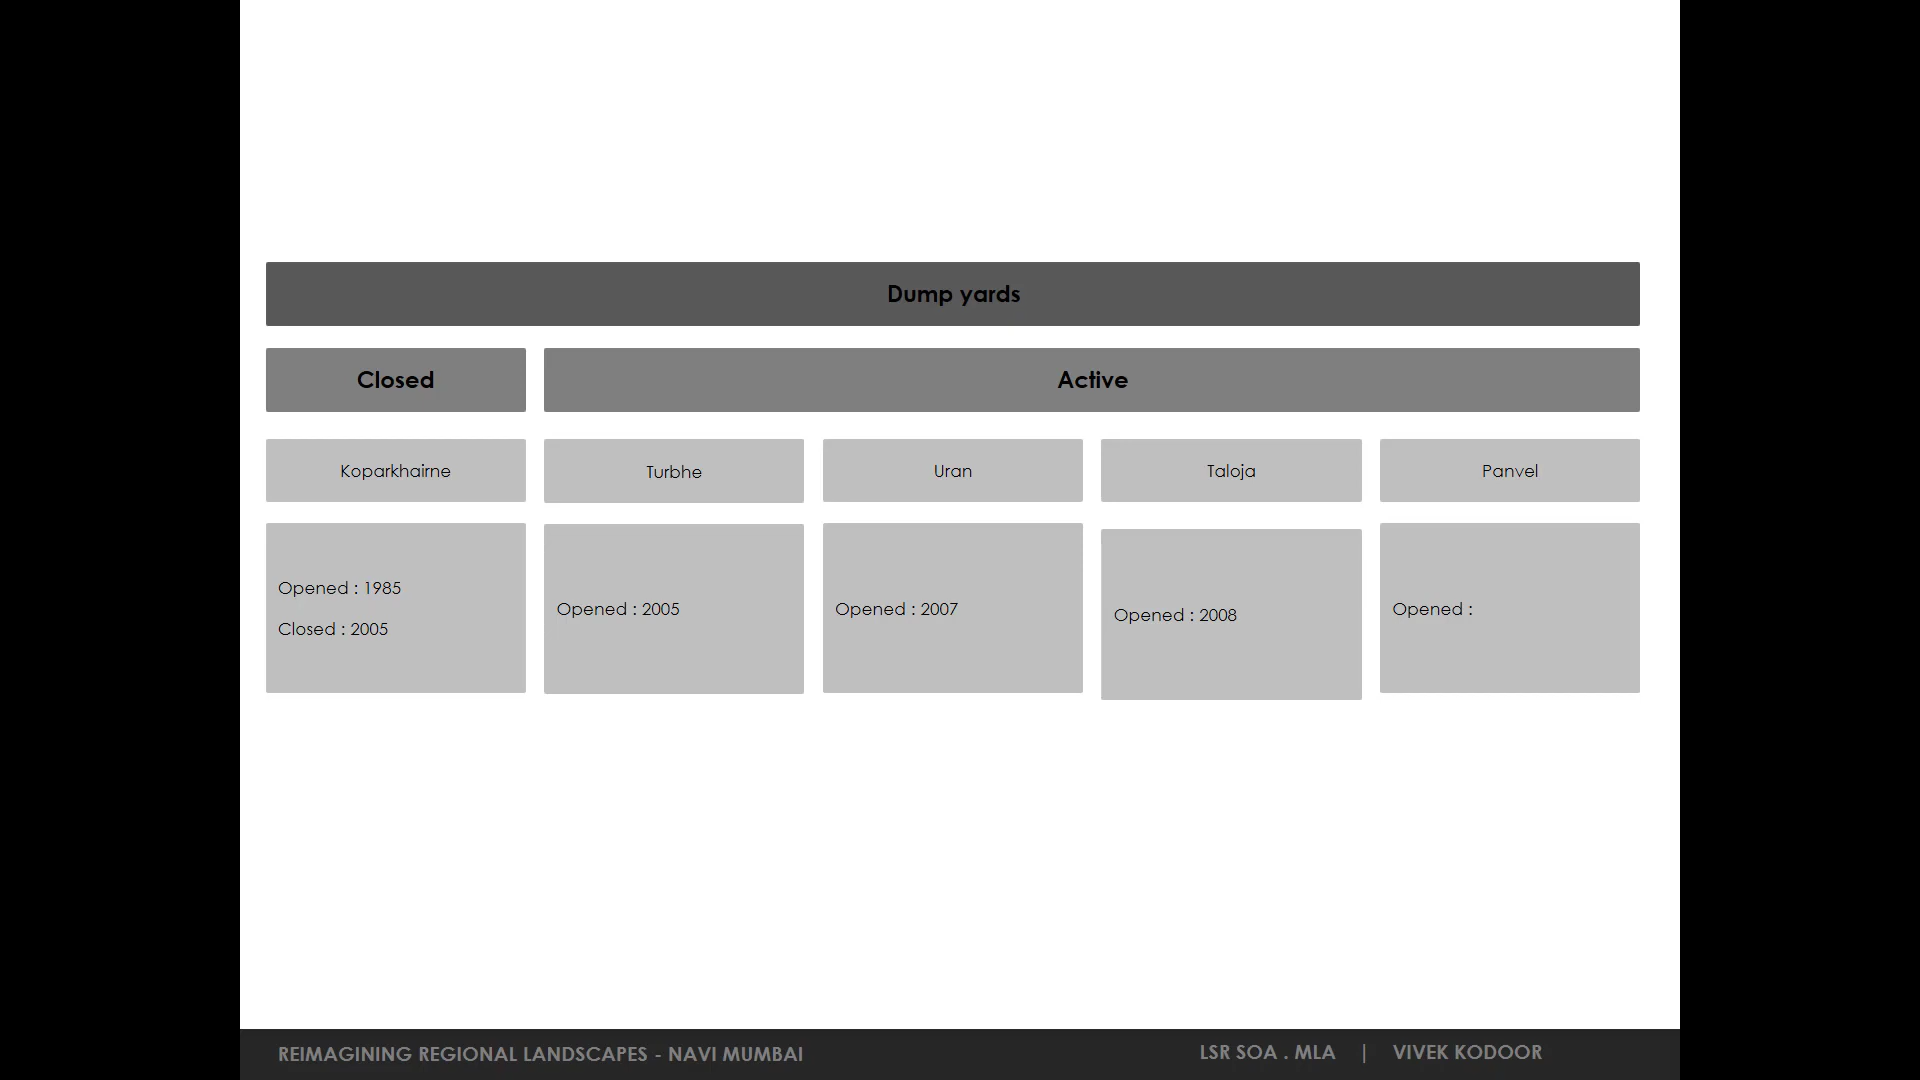 Dump yards
Closed
Active
Koparkhairne
Turbhe
Uran
Taloja
Panvel
Opened : 1985
Closed : 2005
Opened : 2005
Opened : 2007
Opened : 2008
Opened :
REIMAGINING REGIONAL LANDSCAPES - NAVI MUMBAI
LSR SOA . MLA | VIVEK KODOOR